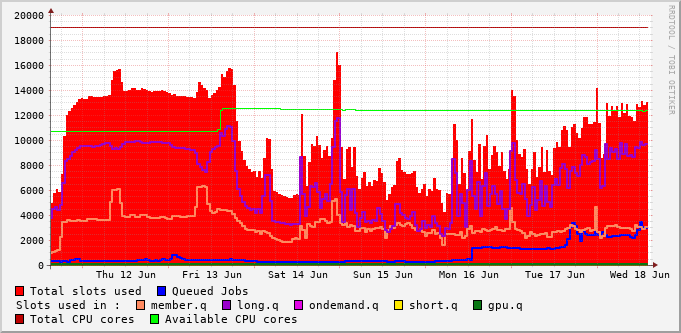 20000
18000
16000
14000
12000
10000
8000
6000
4000
2000
0
Thu 12 Jun Fri 13 Jun Sat 14 Jun Sun 15 Jun Mon 16 Jun Tue 17 Jun Wed 18 Jun
Total slots used Queued Jobs
Slots used in : member.q long.q ondemand.q short.q gpu.q
Total CPU cores Available CPU cores
RRDTOOL / TOBI OETIKER